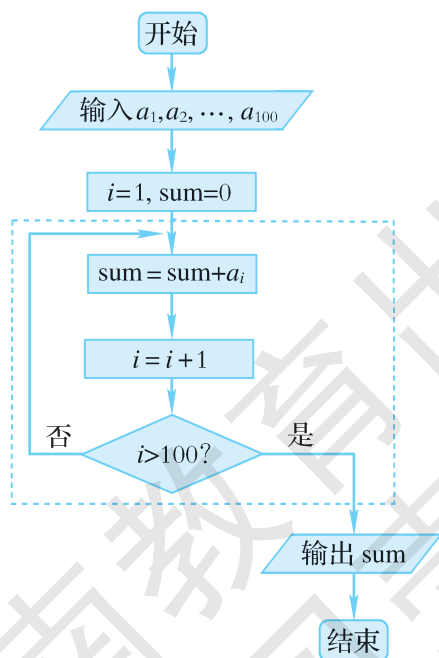 开始
输入a₁,a₂, …, a₁₀₀
i=1, sum=0
sum=sum+aᵢ
i=i+1
否
i>100?
是
输出 sum
结束